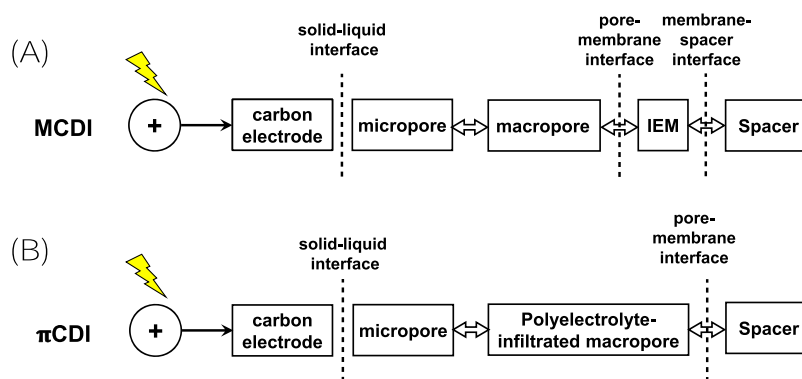 (A)
MCDI
+
carbon
electrode
solid-liquid
interface
micropore
macropore
pore-
membrane
interface
IEM
membrane-
spacer
interface
Spacer
(B)
πCDI
+
carbon
electrode
solid-liquid
interface
micropore
Polyelectrolyte-
infiltrated macropore
pore-
membrane
interface
Spacer